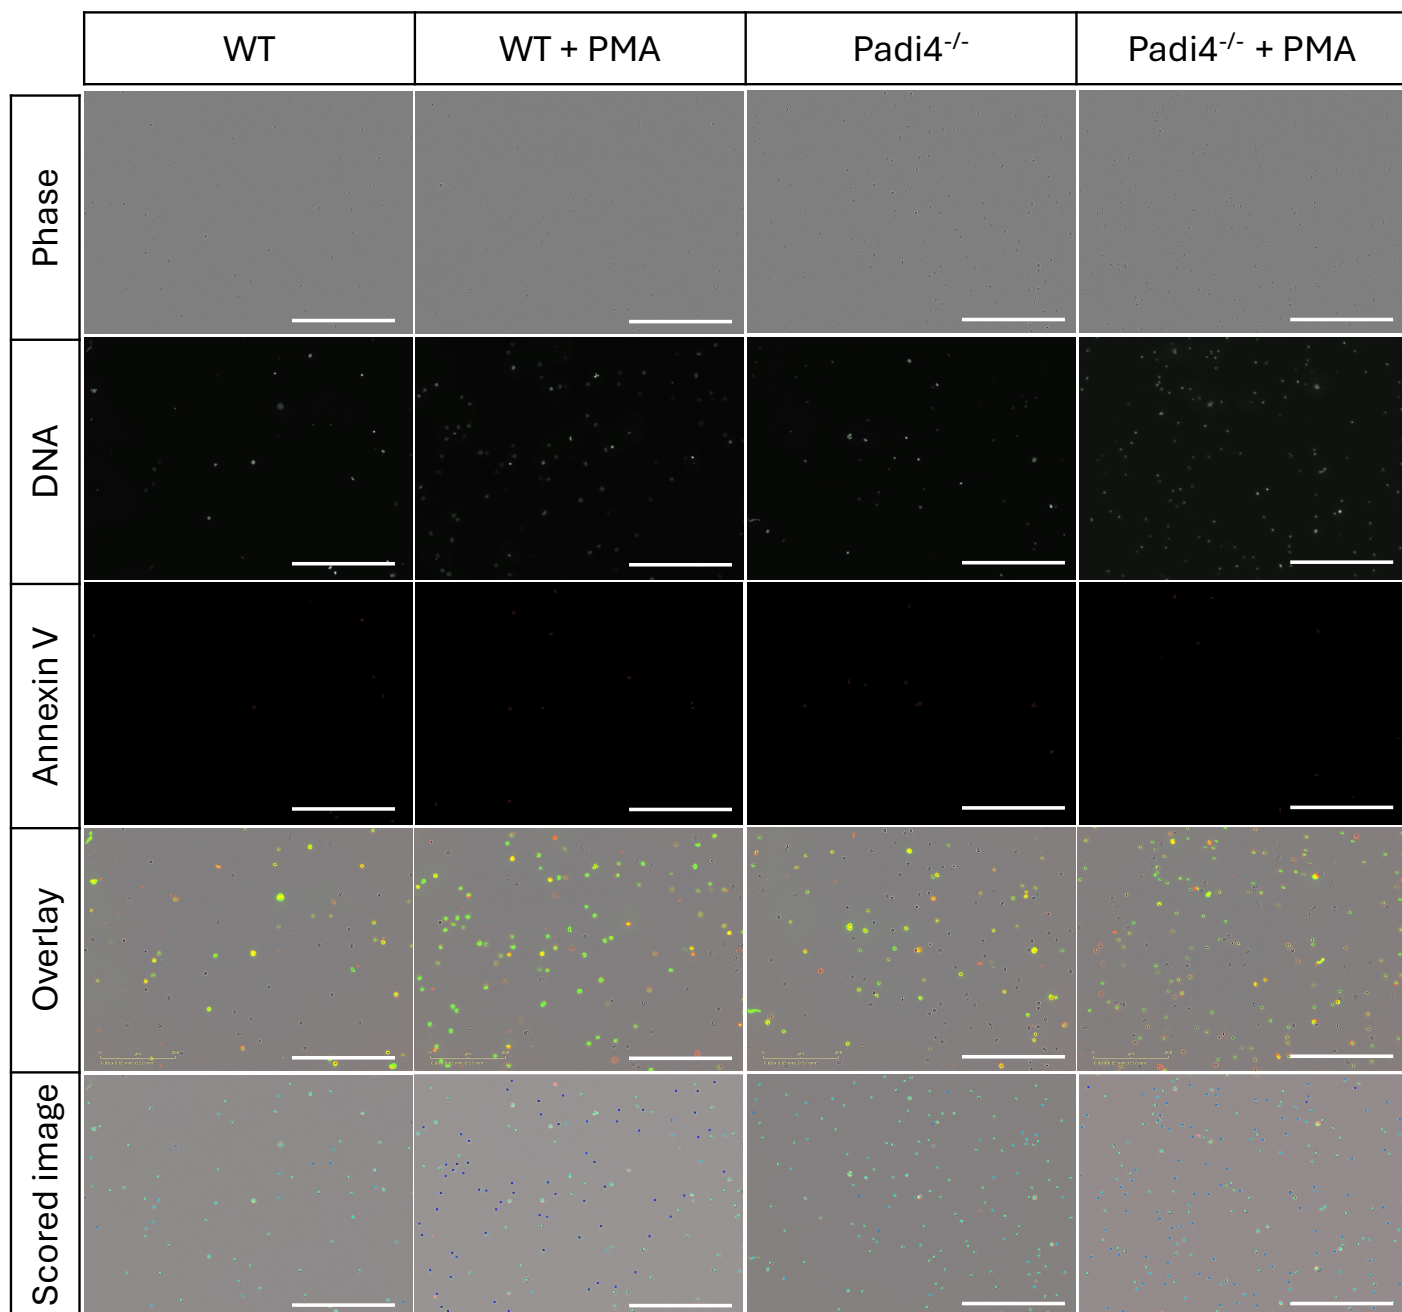 WT
WT + PMA
Padi4-/-
Padi4-/- + PMA
Phase
DNA
Annexin V
Overlay
Scored image